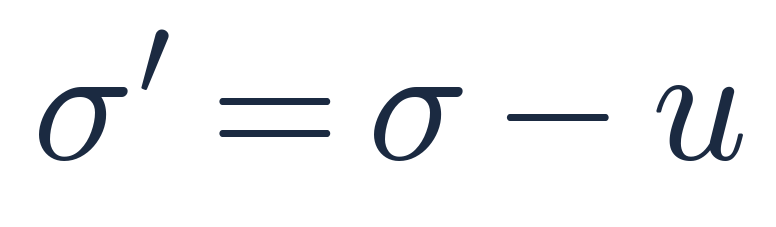 σ′ = σ − u